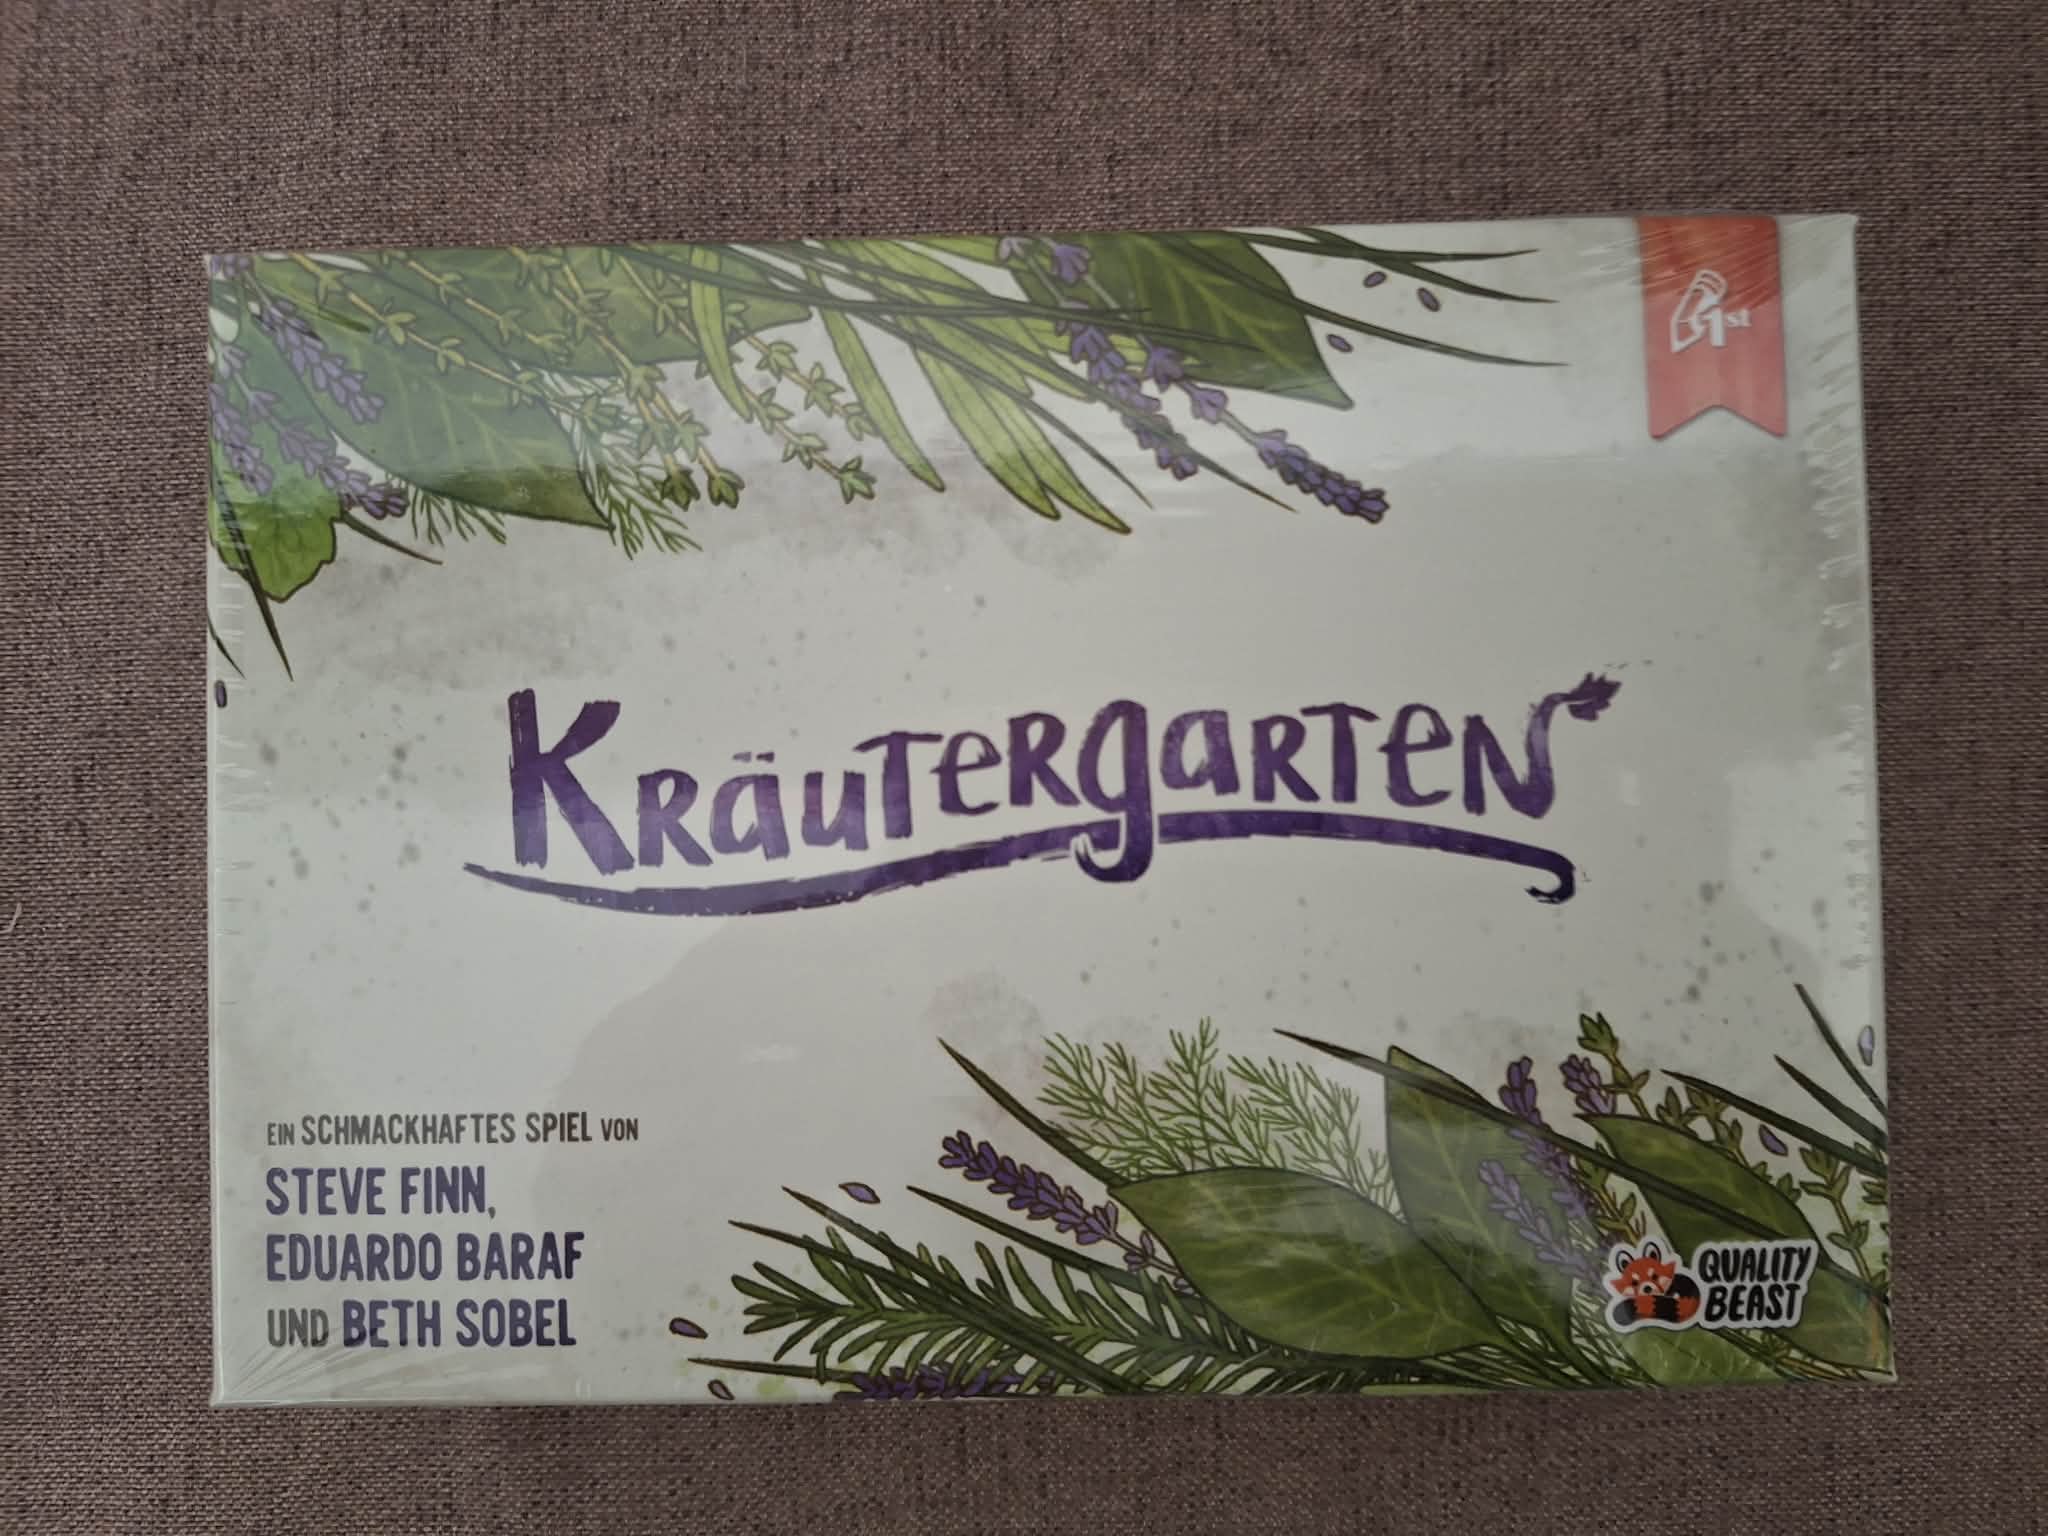 1st
Kräutergarten
EIN SCHMACKHAFTES SPIEL VON
STEVE FINN,
EDUARDO BARAF
UND BETH SOBEL
QUALITY
BEAST